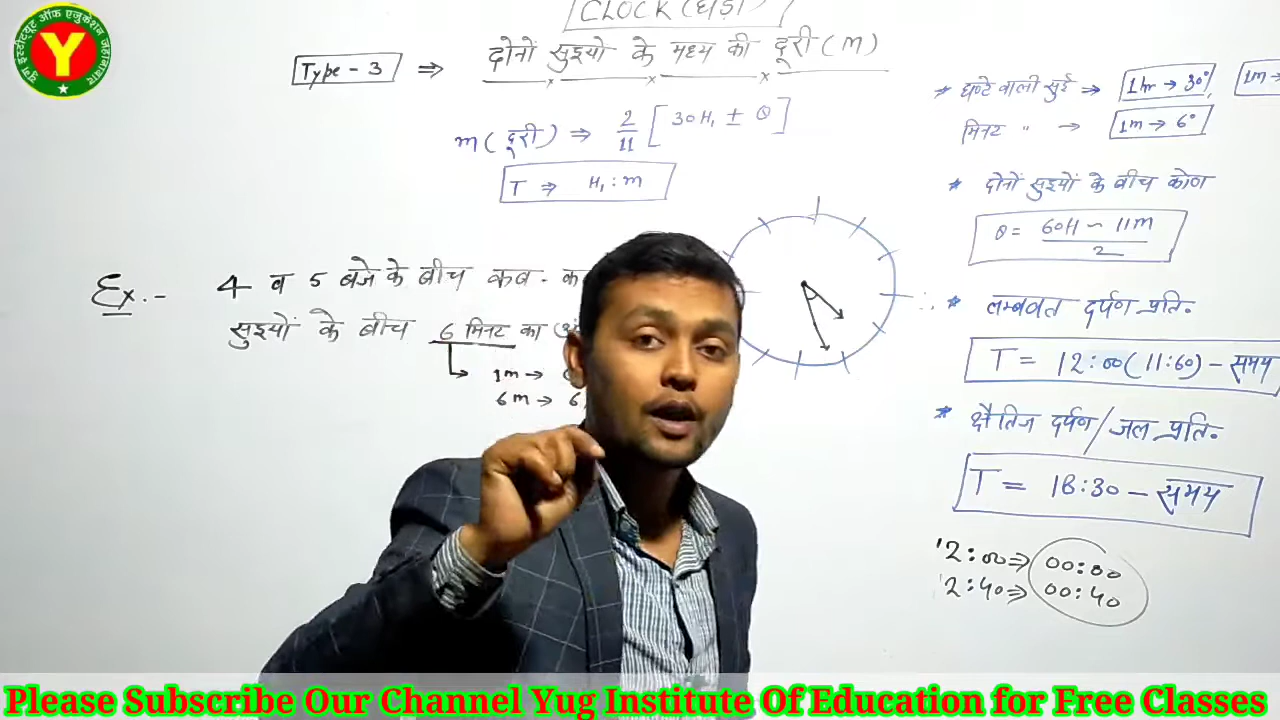 CLOCK (घड़ी)
Type - 3 ⇒ दोनों सुइयो के मध्य की दूरी (m)
m (दूरी) ⇒ 2/11 [30H₁ ± θ]
T ⇒ H₁ : m
Ex.- 4 व 5 बजे के बीच कब - क
सुइयों के बीच 6 मिनट का
1m →
6m → 6
* घण्टे वाली सुई ⇒ 1hr → 30° 1m →
मिनट " → 1m → 6°
* दोनों सुइयों के बीच कोण
θ = 60H - 11m / 2
* लम्बवत दर्पण प्रति॰
T = 12:00 (11:60) - समय
* क्षैतिज दर्पण/जल प्रति॰
T = 18:30 - समय
12:00 ⇒ 00:00
12:40 ⇒ 00:40
Y
Please Subscribe Our Channel Yug Institute Of Education for Free Classes